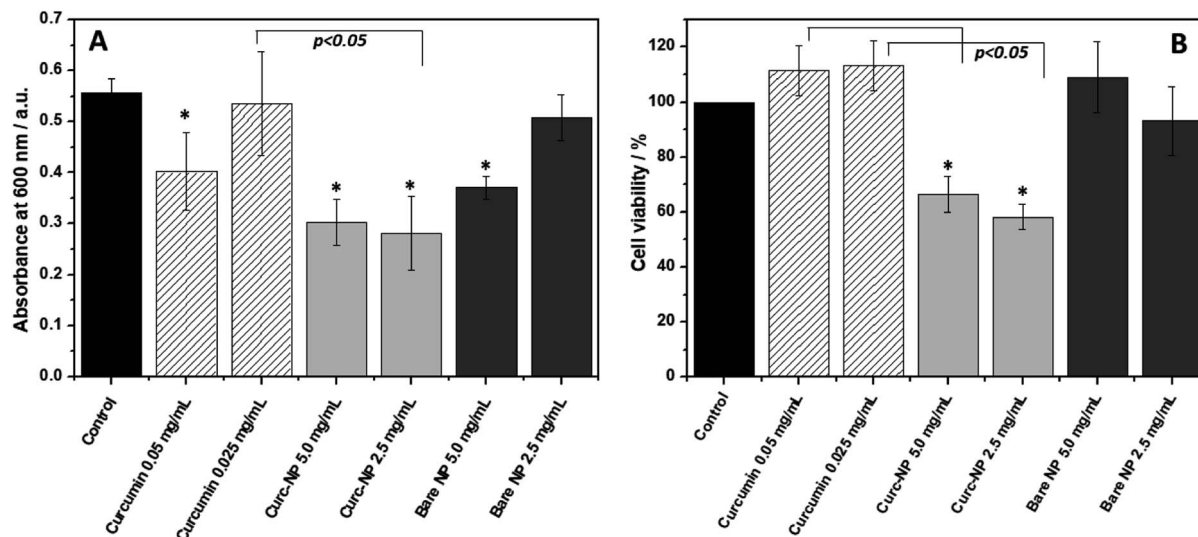 A
Absorbance at 600 nm / a.u.
0.7
0.6
0.5
0.4
0.3
0.2
0.1
0.0
p<0.05
*
*
*
*
Control
Curcumin 0.05 mg/mL
Curcumin 0.025 mg/mL
Curc-NP 5.0 mg/mL
Curc-NP 2.5 mg/mL
Bare NP 5.0 mg/mL
Bare NP 2.5 mg/mL
B
Cell viability / %
120
100
80
60
40
20
0
p<0.05
*
*
Control
Curcumin 0.05 mg/mL
Curcumin 0.025 mg/mL
Curc-NP 5.0 mg/mL
Curc-NP 2.5 mg/mL
Bare NP 5.0 mg/mL
Bare NP 2.5 mg/mL